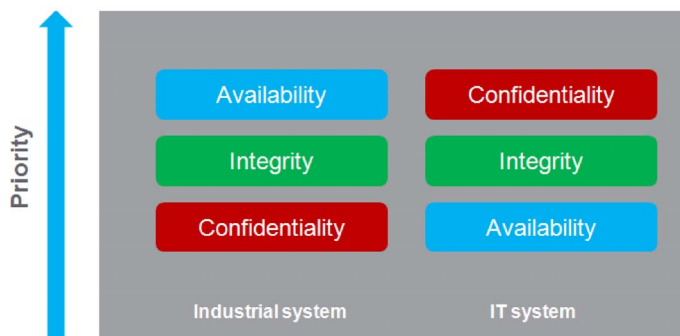 Priority
Availability
Confidentiality
Integrity
Integrity
Confidentiality
Availability
Industrial system
IT system